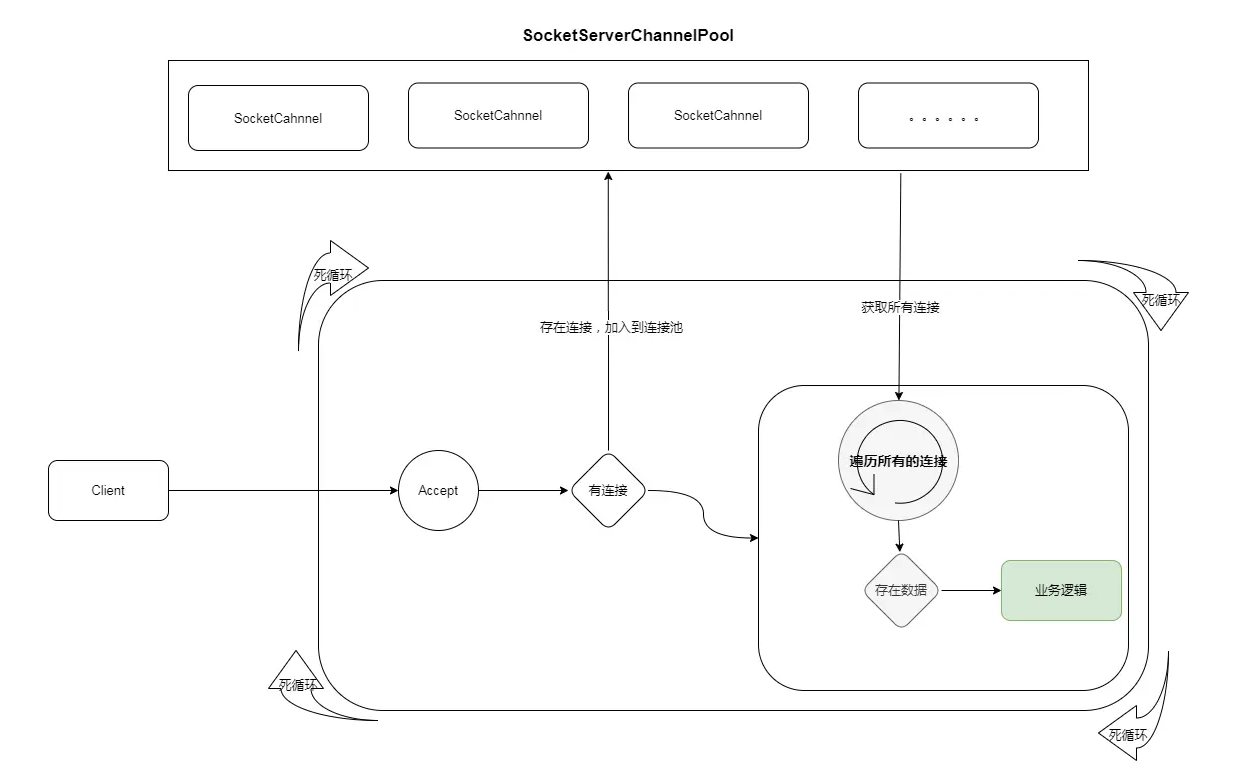 SocketServerChannelPool
SocketCahnnel
SocketCahnnel
SocketCahnnel
。。。。。。
死循环
死循环
获取所有连接
存在连接，加入到连接池
遍历所有的连接
Client
Accept
有连接
存在数据
业务逻辑
死循环
死循环